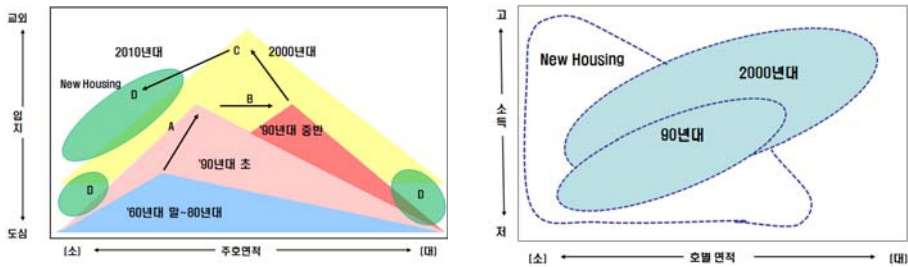 교외
2010년대
C
2000년대
New Housing
D
입지
A
B
'90년대 중반
'90년대 초
D
D
'60년대 말~80년대
도심
(소)
주호면적
(대)
고
New Housing
2000년대
소득
90년대
저
(소)
호별 면적
(대)